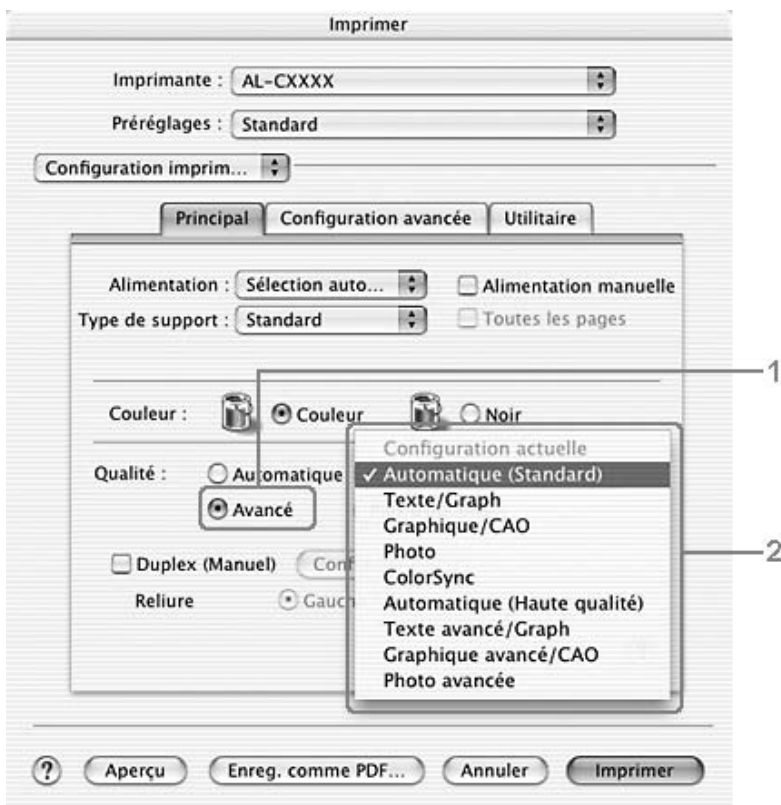 Imprimer
Imprimante : AL-CXXXX
Préréglages : Standard
Configuration imprim...
Principal Configuration avancée Utilitaire
Alimentation : Sélection auto... Alimentation manuelle
Type de support : Standard Toutes les pages
1
Couleur : Couleur Noir
Configuration actuelle
Qualité : Automatique ✓ Automatique (Standard)
Avancé Texte/Graph
Graphique/CAO
Photo
2
Duplex (Manuel) Conf
ColorSync
Reliure Gauch Automatique (Haute qualité)
Texte avancé/Graph
Graphique avancé/CAO
Photo avancée
? Aperçu Enreg. comme PDF... Annuler Imprimer